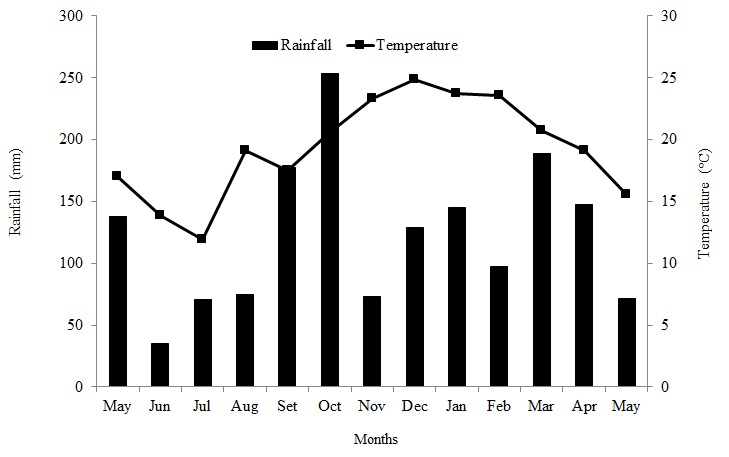 300
250
200
150
100
50
0
Rainfall (mm)
Rainfall
Temperature
30
25
20
15
10
5
0
Temperature (°C)
May Jun Jul Aug Set Oct Nov Dec Jan Feb Mar Apr May
Months